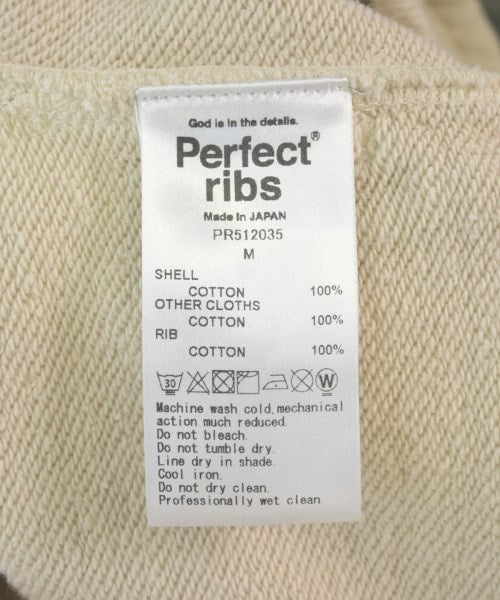 God is in the details.
Perfect®
ribs
Made in JAPAN
PR512035
M
SHELL
COTTON 100%
OTHER CLOTHS
COTTON 100%
RIB
COTTON 100%
30 W
Machine wash cold, mechanical
action much reduced.
Do not bleach.
Do not tumble dry.
Line dry in shade.
Cool iron.
Do not dry clean.
Professionally wet clean.